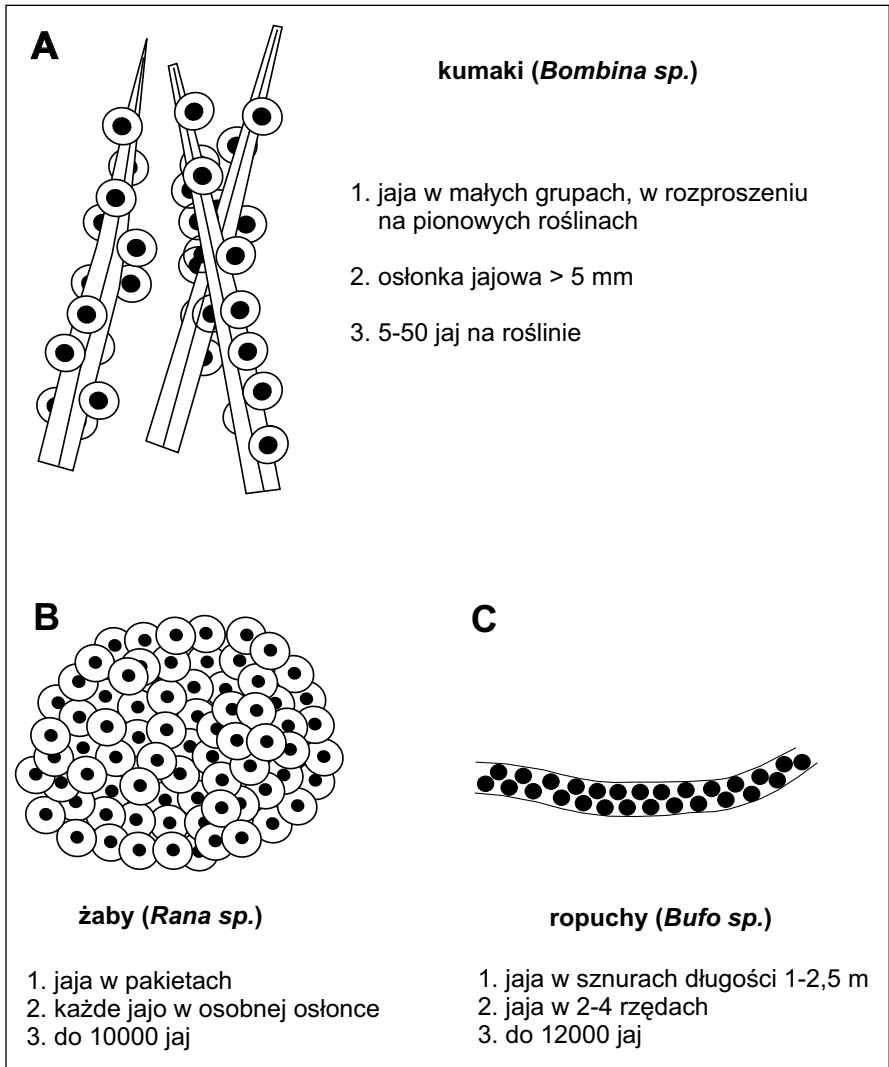 A
kumaki (Bombina sp.)
1. jaja w małych grupach, w rozproszeniu
na pionowych roślinach
2. osłonka jajowa > 5 mm
3. 5-50 jaj na roślinie
B
żaby (Rana sp.)
1. jaja w pakietach
2. każde jajo w osobnej osłonce
3. do 10000 jaj
C
ropuchy (Bufo sp.)
1. jaja w sznurach długości 1-2,5 m
2. jaja w 2-4 rzędach
3. do 12000 jaj